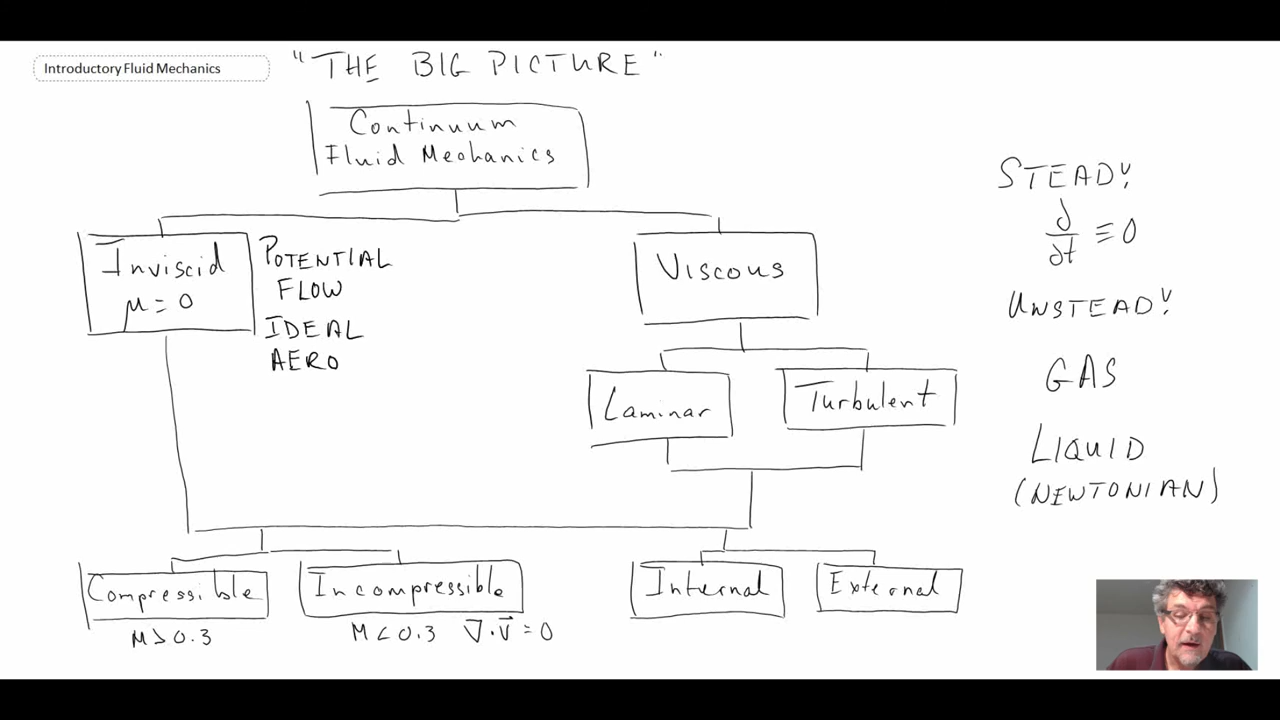 Introductory Fluid Mechanics
"THE BIG PICTURE"
Continuum
Fluid Mechanics
Inviscid
μ = 0
POTENTIAL
FLOW
IDEAL
AERO
Viscous
Laminar
Turbulent
Compressible
M > 0.3
Incompressible
M < 0.3 ∇·V⃗ = 0
Internal
External
STEADY
∂/∂t ≡ 0
UNSTEADY
GAS
LIQUID
(NEWTONIAN)